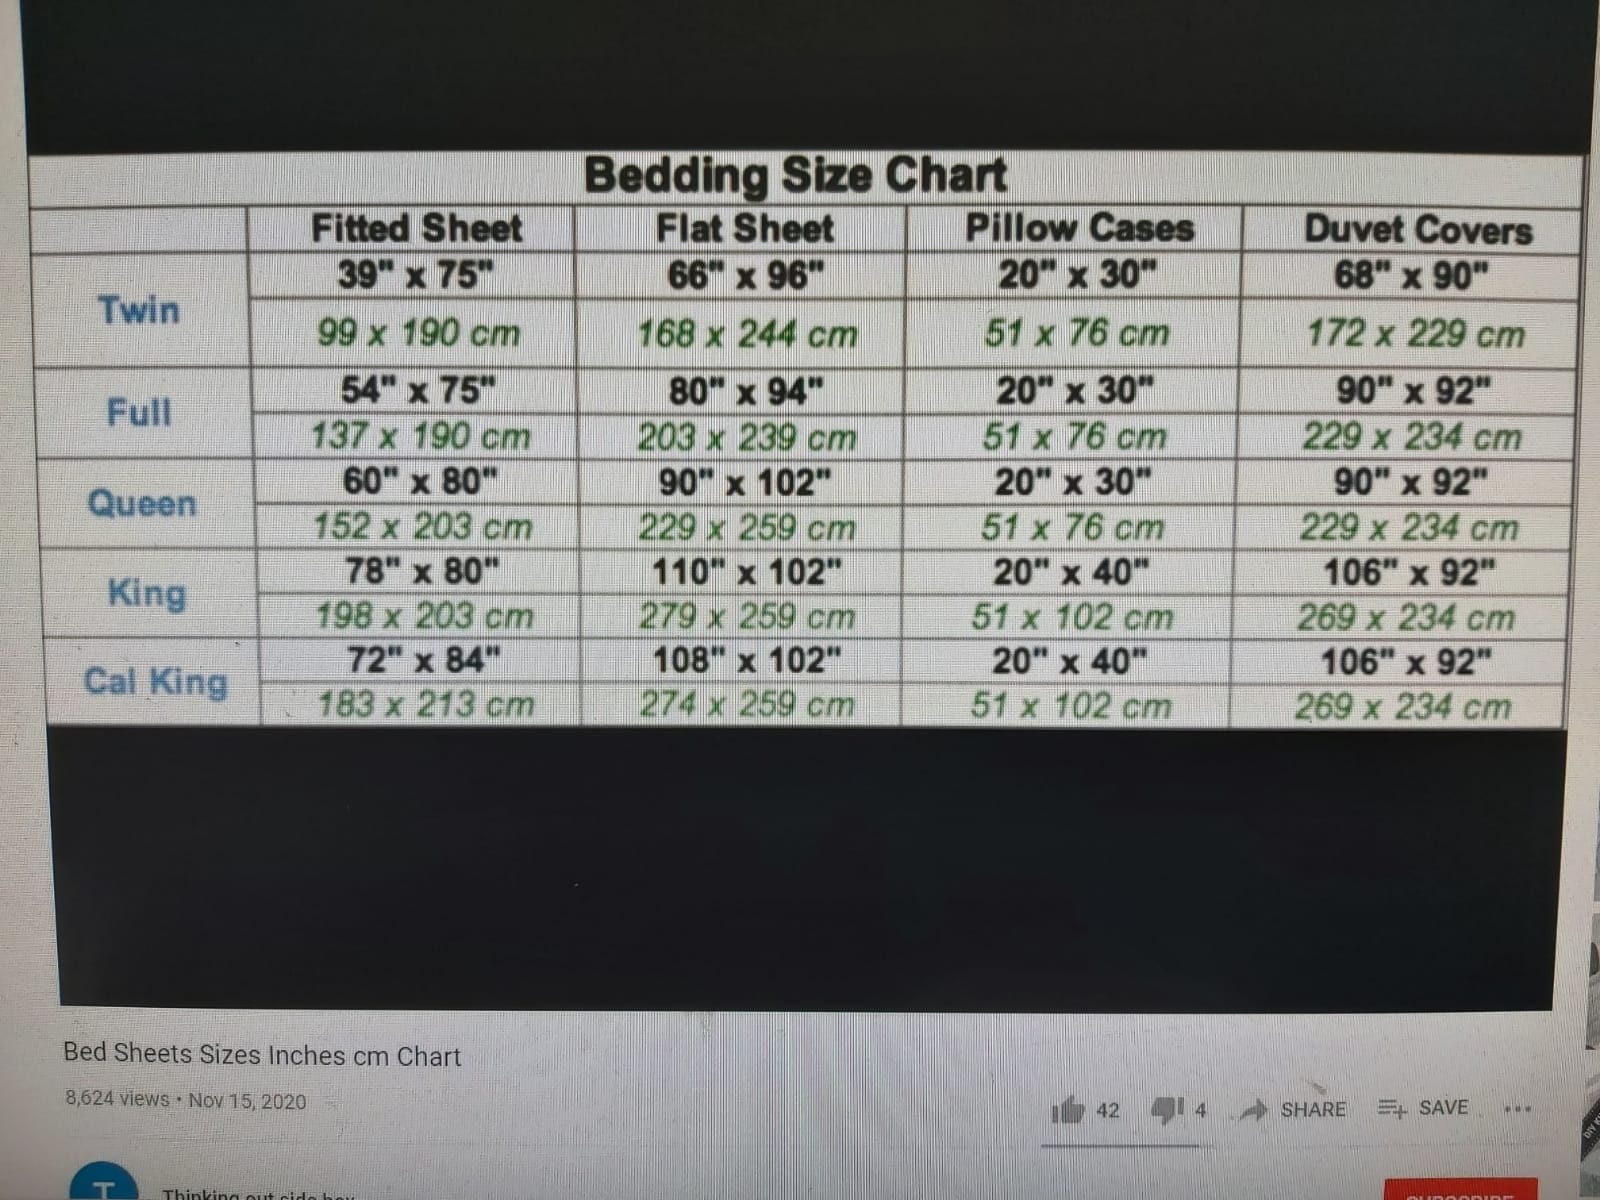 Bedding Size Chart
Fitted Sheet Flat Sheet Pillow Cases Duvet Covers
Twin
39" x 75" 66" x 96" 20" x 30" 68" x 90"
99 x 190 cm 168 x 244 cm 51 x 76 cm 172 x 229 cm
Full
54" x 75" 80" x 94" 20" x 30" 90" x 92"
137 x 190 cm 203 x 239 cm 51 x 76 cm 229 x 234 cm
Queen
60" x 80" 90" x 102" 20" x 30" 90" x 92"
152 x 203 cm 229 x 259 cm 51 x 76 cm 229 x 234 cm
King
78" x 80" 110" x 102" 20" x 40" 106" x 92"
198 x 203 cm 279 x 259 cm 51 x 102 cm 269 x 234 cm
Cal King
72" x 84" 108" x 102" 20" x 40" 106" x 92"
183 x 213 cm 274 x 259 cm 51 x 102 cm 269 x 234 cm
Bed Sheets Sizes Inches cm Chart
8,624 views • Nov 15, 2020
42 4 SHARE SAVE ...
DIY
T
Thinking out side box
SUBSCRIBE